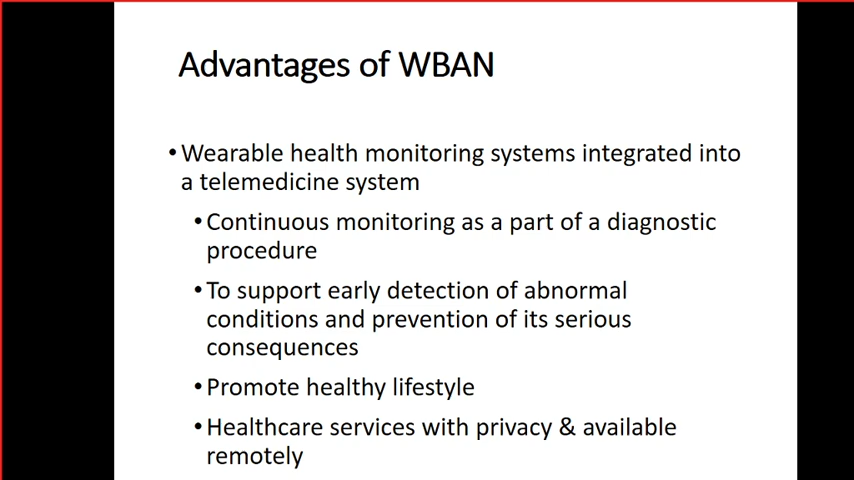 Advantages of WBAN
•Wearable health monitoring systems integrated into
a telemedicine system
•Continuous monitoring as a part of a diagnostic
procedure
•To support early detection of abnormal
conditions and prevention of its serious
consequences
•Promote healthy lifestyle
•Healthcare services with privacy & available
remotely